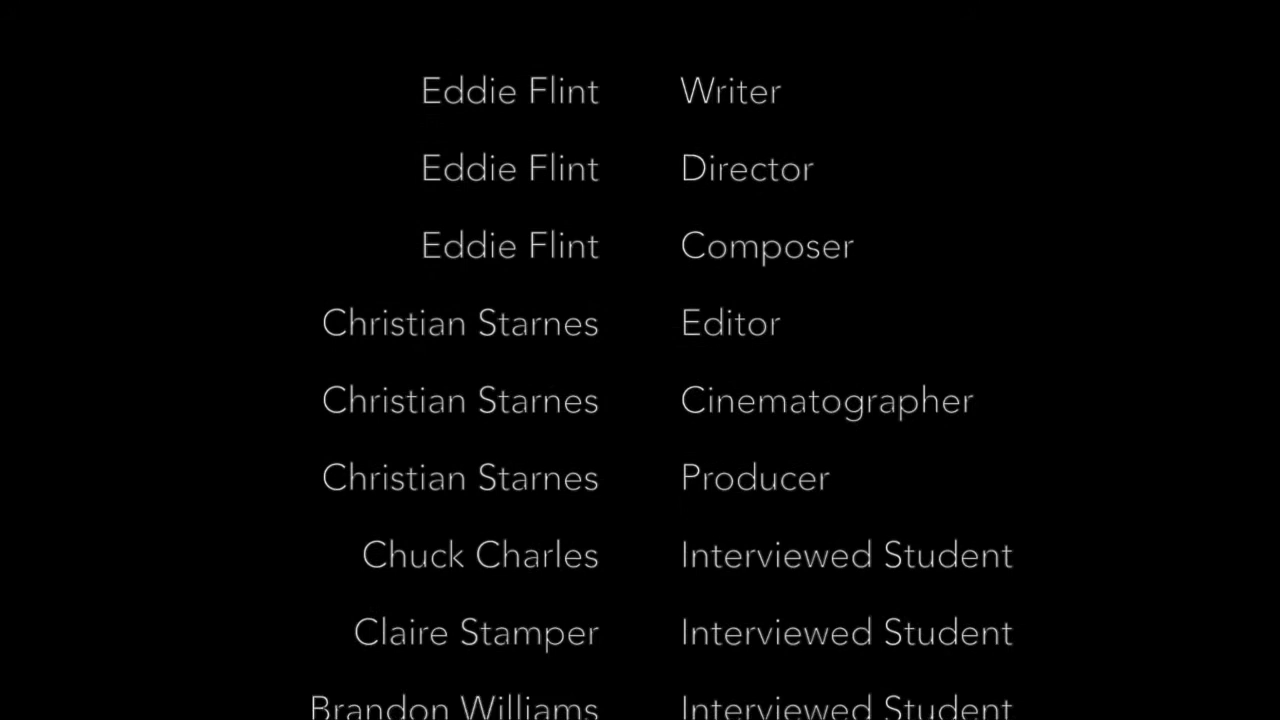 Eddie Flint Writer
Eddie Flint Director
Eddie Flint Composer
Christian Starnes Editor
Christian Starnes Cinematographer
Christian Starnes Producer
Chuck Charles Interviewed Student
Claire Stamper Interviewed Student
Brandon Williams Interviewed Student